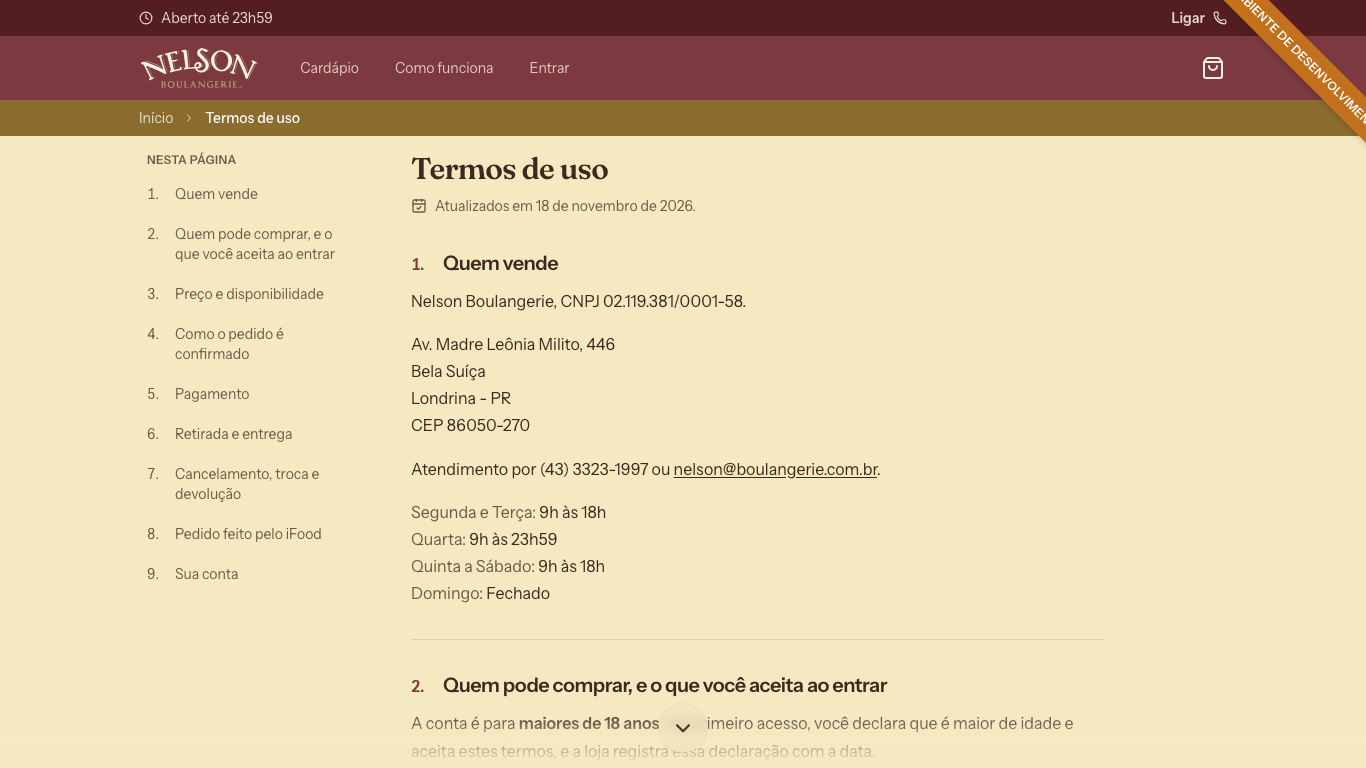 Aberto até 23h59
Ligar
NELSON
BOULANGERIE
Cardápio
Como funciona
Entrar
Início
Termos de uso
NESTA PÁGINA
1. Quem vende
2. Quem pode comprar, e o
que você aceita ao entrar
3. Preço e disponibilidade
4. Como o pedido é
confirmado
5. Pagamento
6. Retirada e entrega
7. Cancelamento, troca e
devolução
8. Pedido feito pelo iFood
9. Sua conta
Termos de uso
Atualizados em 18 de novembro de 2026.
1. Quem vende
Nelson Boulangerie, CNPJ 02.119.381/0001-58.
Av. Madre Leônia Milito, 446
Bela Suíça
Londrina - PR
CEP 86050-270
Atendimento por (43) 3323-1997 ou nelson@boulangerie.com.br.
Segunda e Terça: 9h às 18h
Quarta: 9h às 23h59
Quinta a Sábado: 9h às 18h
Domingo: Fechado
2. Quem pode comprar, e o que você aceita ao entrar
A conta é para maiores de 18 anos acesso, você declara que é maior de idade e
aceita estes termos, e a loja registra essa declaração com a data.
DE